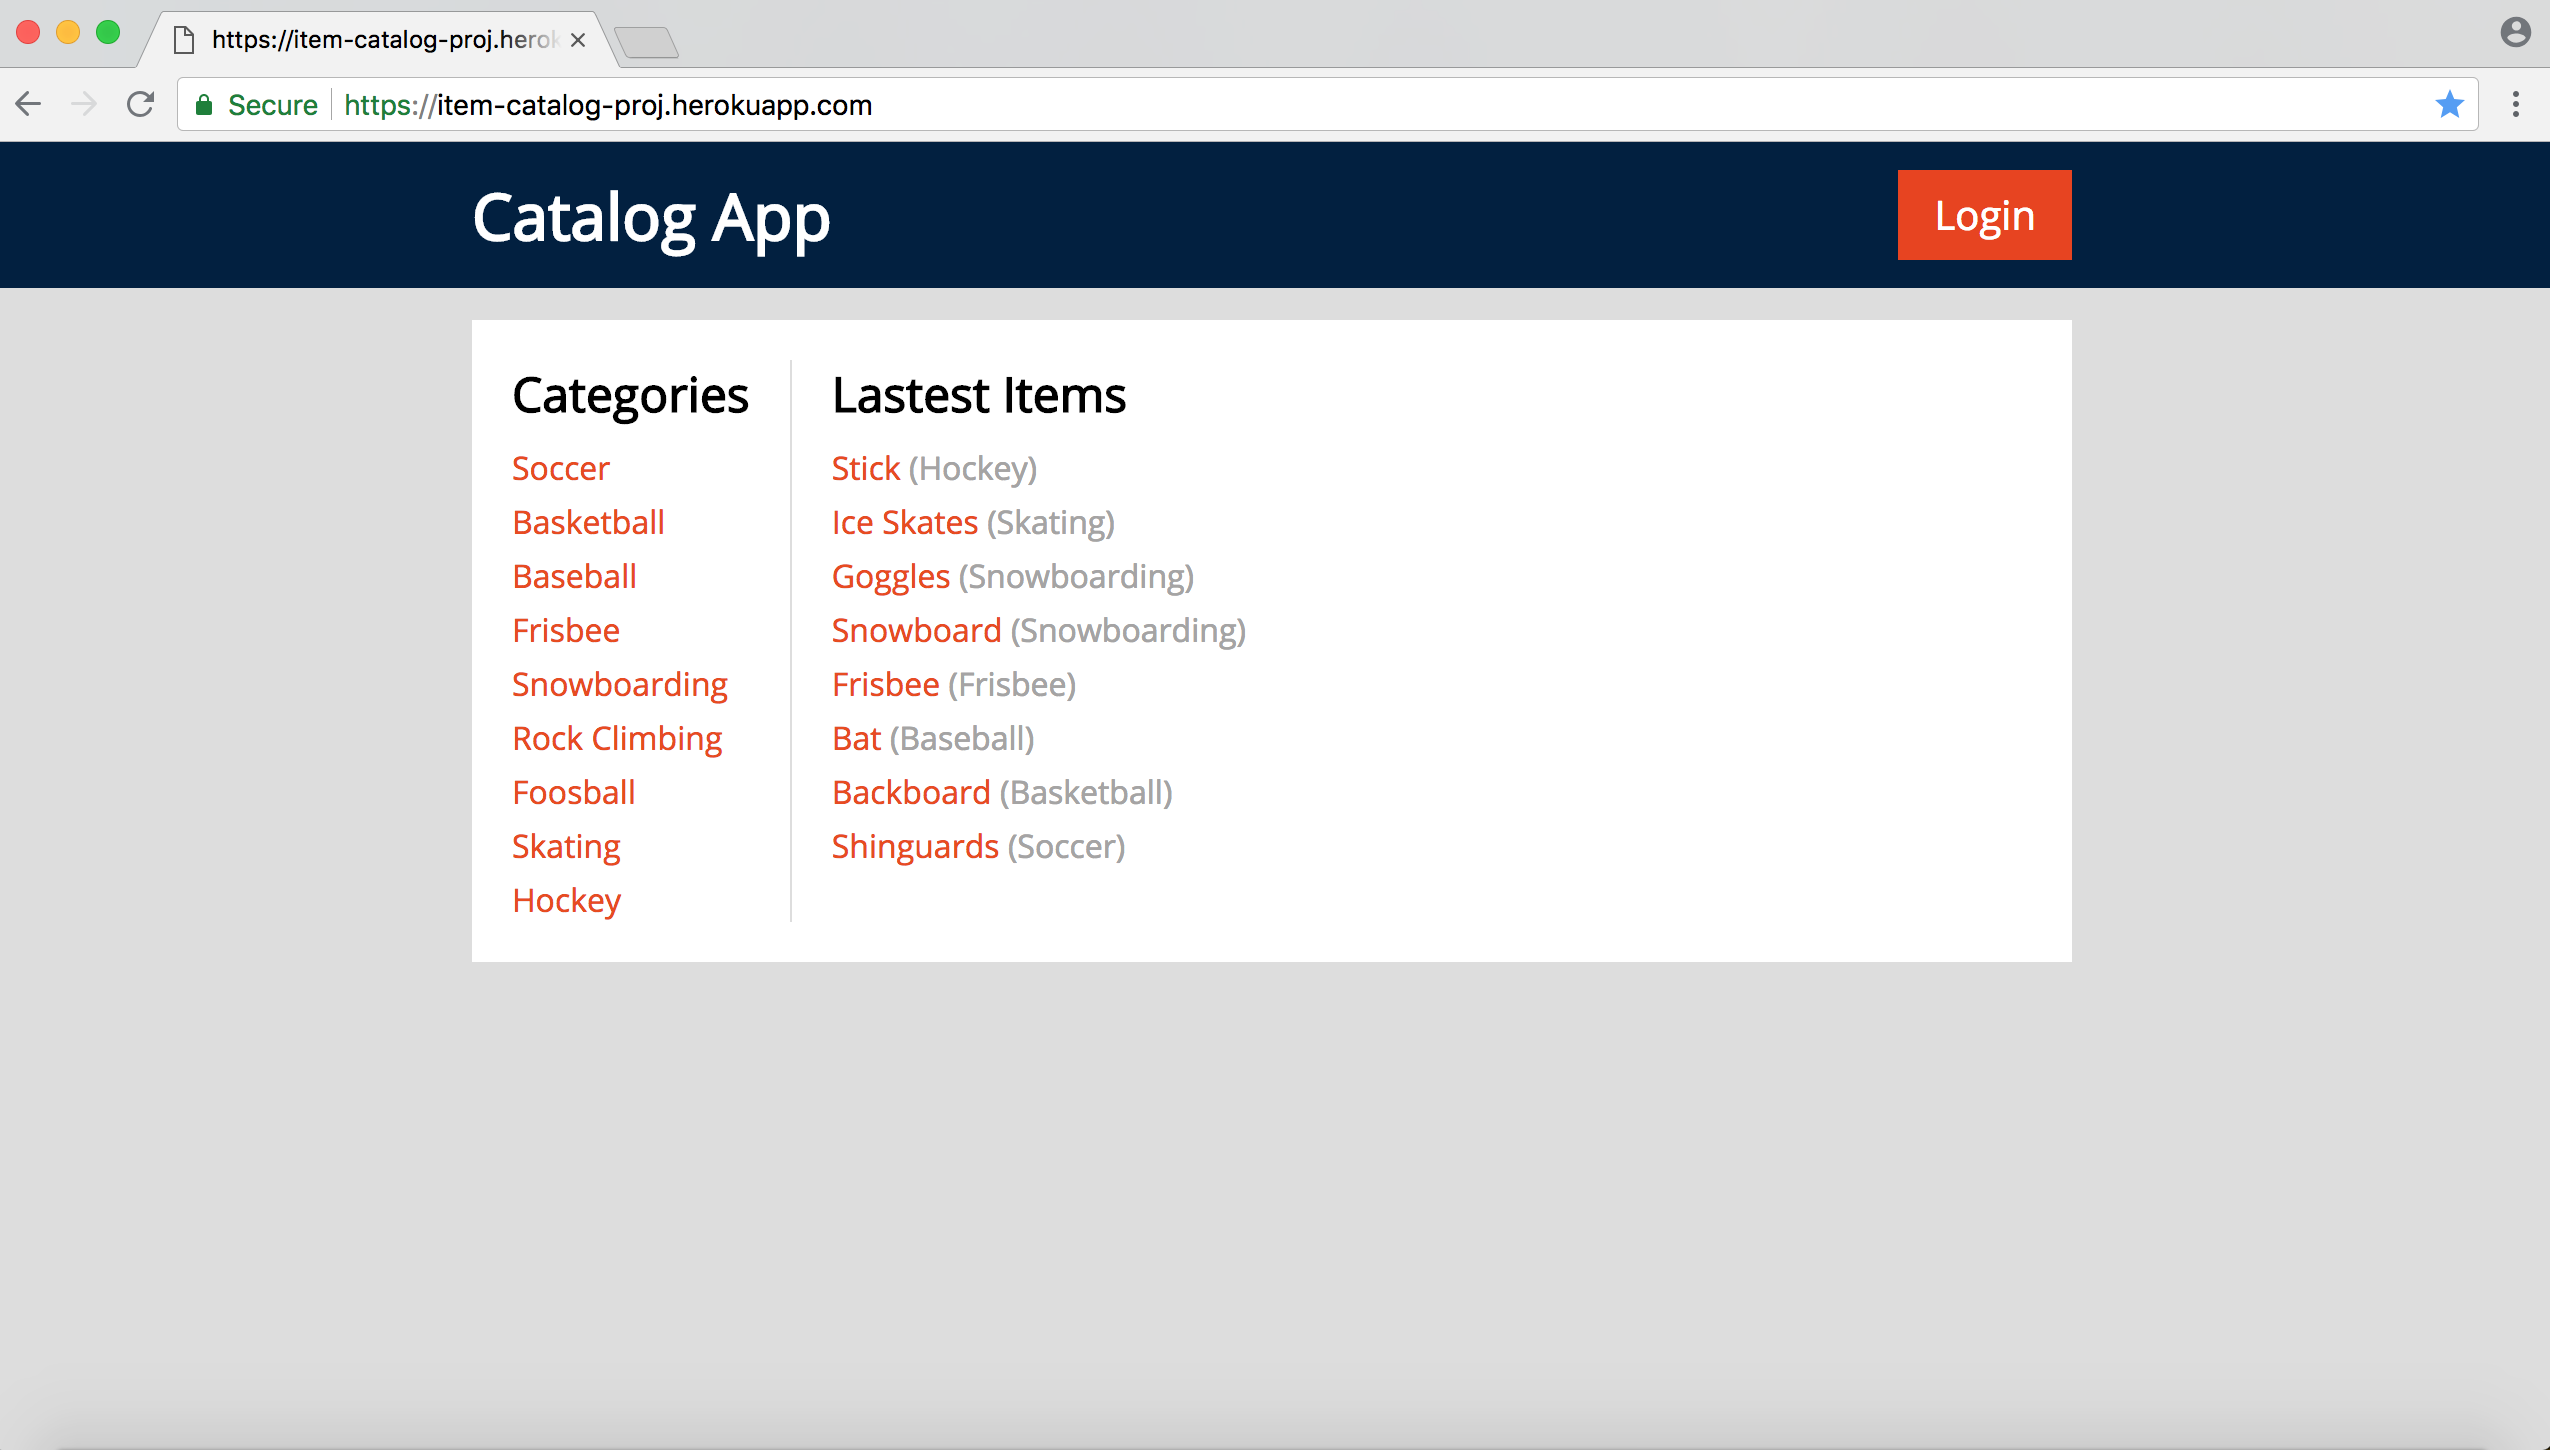 https://item-catalog-proj.herok
Secure https://item-catalog-proj.herokuapp.com
Catalog App
Login
Categories
Soccer
Basketball
Baseball
Frisbee
Snowboarding
Rock Climbing
Foosball
Skating
Hockey
Lastest Items
Stick (Hockey)
Ice Skates (Skating)
Goggles (Snowboarding)
Snowboard (Snowboarding)
Frisbee (Frisbee)
Bat (Baseball)
Backboard (Basketball)
Shinguards (Soccer)